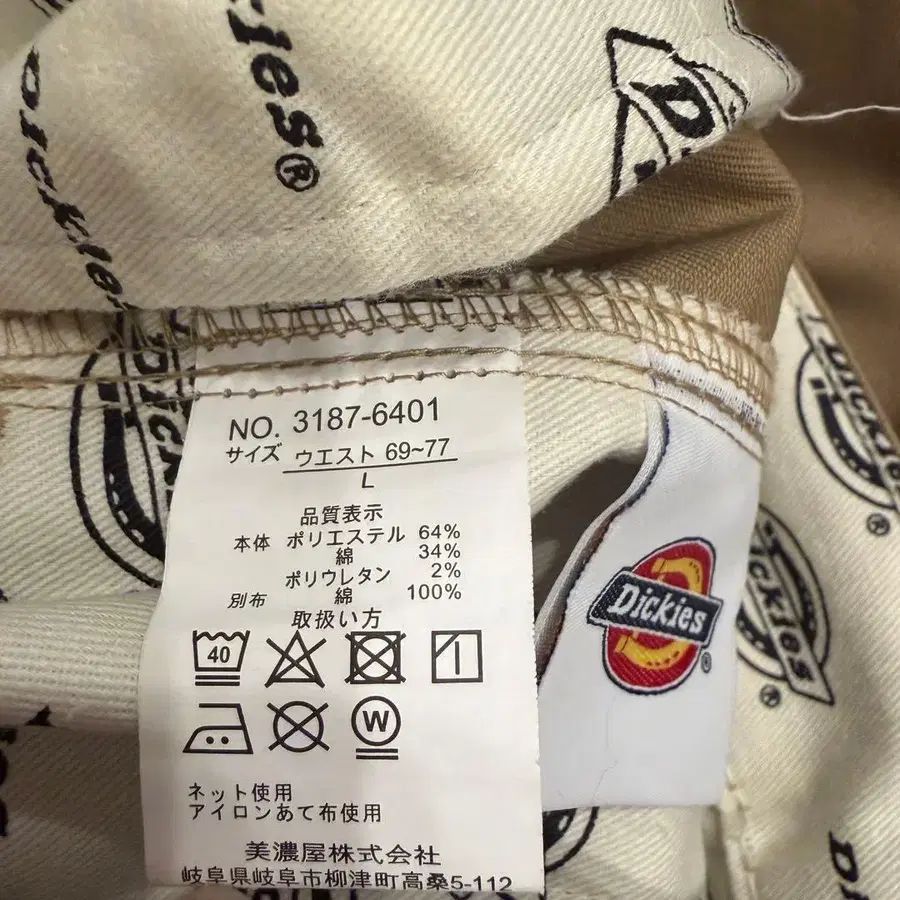 Dickies®
Dickies
NO. 3187-6401
サイズ ウエスト 69~77
L
品質表示
本体 ポリエステル 64%
綿 34%
ポリウレタン 2%
別布 綿 100%
取扱い方
40
W
ネット使用
アイロンあて布使用
美濃屋株式会社
岐阜県岐阜市柳津町高桑5-112
Dickies®
Dickies®
Dickies®